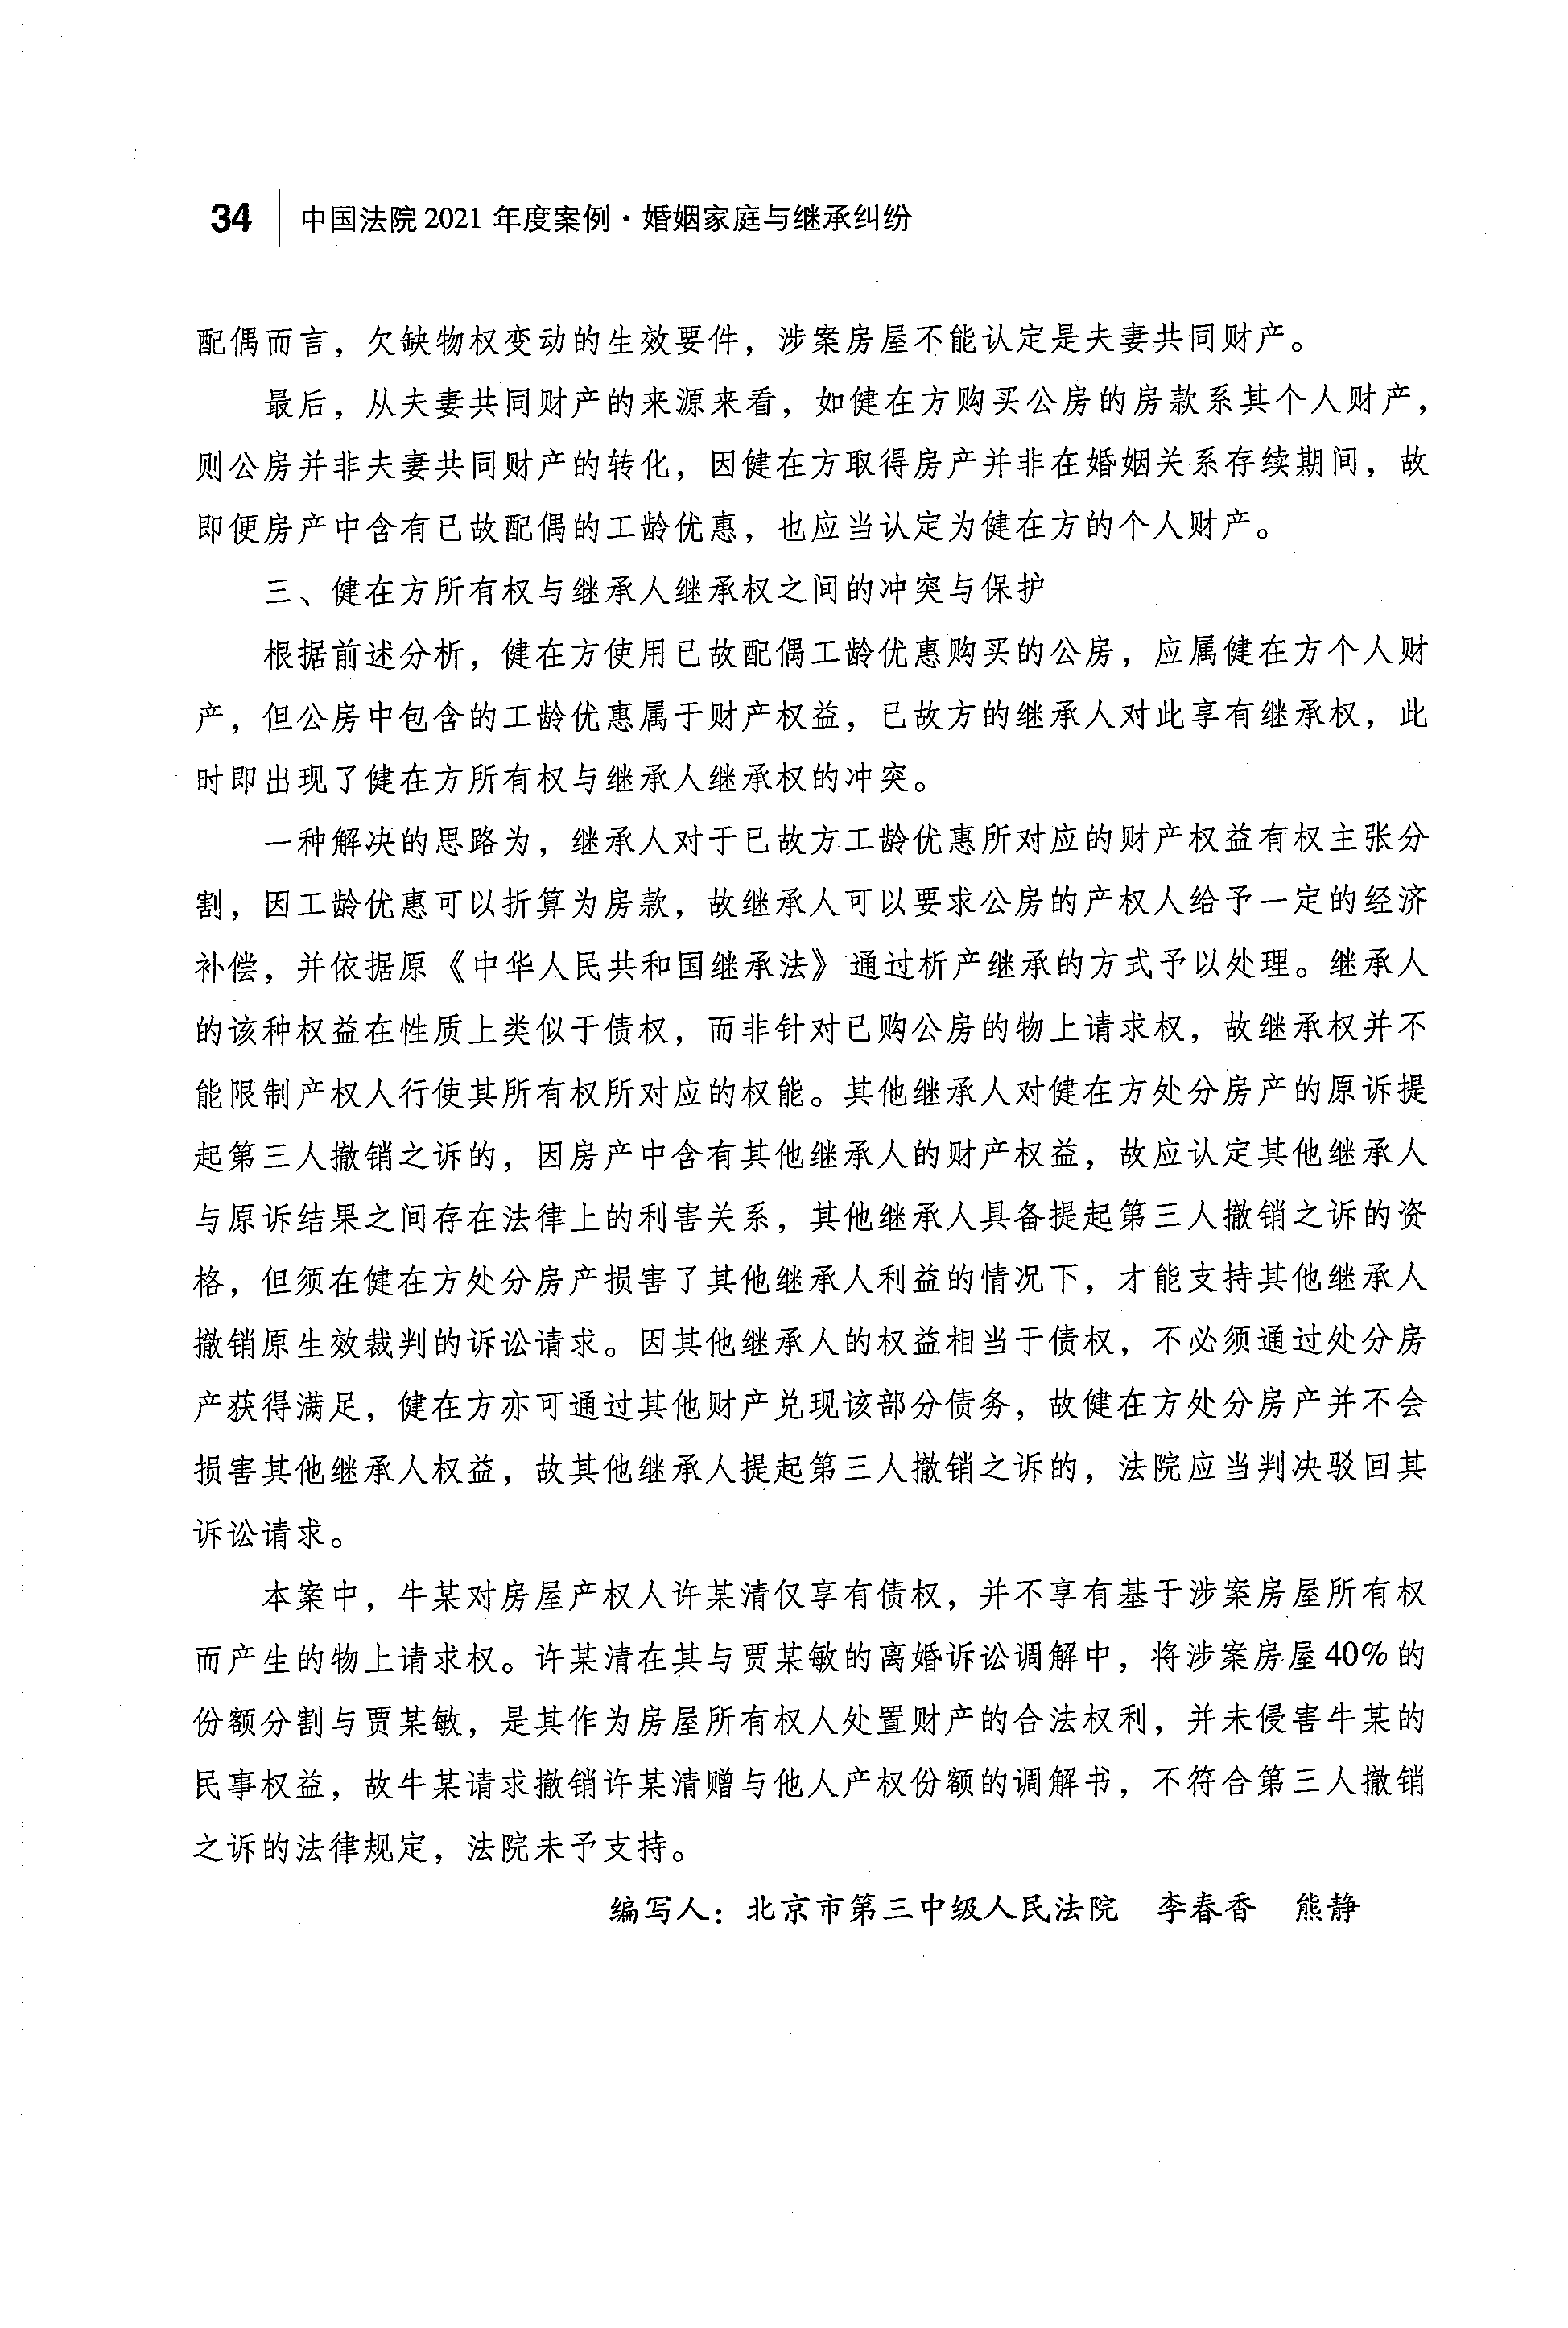 34 中国法院 2021 年度案例·婚姻家庭与继承纠纷
配偶而言，欠缺物权变动的生效要件，涉案房屋不能认定是夫妻共同财产。
最后，从夫妻共同财产的来源来看，如健在方购买公房的房款系其个人财产，
则公房并非夫妻共同财产的转化，因健在方取得房产并非在婚姻关系存续期间，故
即便房产中含有已故配偶的工龄优惠，也应当认定为健在方的个人财产。
三、健在方所有权与继承人继承权之间的冲突与保护
根据前述分析，健在方使用已故配偶工龄优惠购买的公房，应属健在方个人财
产，但公房中包含的工龄优惠属于财产权益，已故方的继承人对此享有继承权，此
时即出现了健在方所有权与继承人继承权的冲突。
一种解决的思路为，继承人对于已故方工龄优惠所对应的财产权益有权主张分
割，因工龄优惠可以折算为房款，故继承人可以要求公房的产权人给予一定的经济
补偿，并依据原《中华人民共和国继承法》通过析产继承的方式予以处理。继承人
的该种权益在性质上类似于债权，而非针对已购公房的物上请求权，故继承权并不
能限制产权人行使其所有权所对应的权能。其他继承人对健在方处分房产的原诉提
起第三人撤销之诉的，因房产中含有其他继承人的财产权益，故应认定其他继承人
与原诉结果之间存在法律上的利害关系，其他继承人具备提起第三人撤销之诉的资
格，但须在健在方处分房产损害了其他继承人利益的情况下，才能支持其他继承人
撤销原生效裁判的诉讼请求。因其他继承人的权益相当于债权，不必须通过处分房
产获得满足，健在方亦可通过其他财产兑现该部分债务，故健在方处分房产并不会
损害其他继承人权益，故其他继承人提起第三人撤销之诉的，法院应当判决驳回其
诉讼请求。
本案中，牛某对房屋产权人许某清仅享有债权，并不享有基于涉案房屋所有权
而产生的物上请求权。许某清在其与贾某敏的离婚诉讼调解中，将涉案房屋 40% 的
份额分割与贾某敏，是其作为房屋所有权人处置财产的合法权利，并未侵害牛某的
民事权益，故牛某请求撤销许某清赠与他人产权份额的调解书，不符合第三人撤销
之诉的法律规定，法院未予支持。
编写人：北京市第三中级人民法院 李春香 熊静